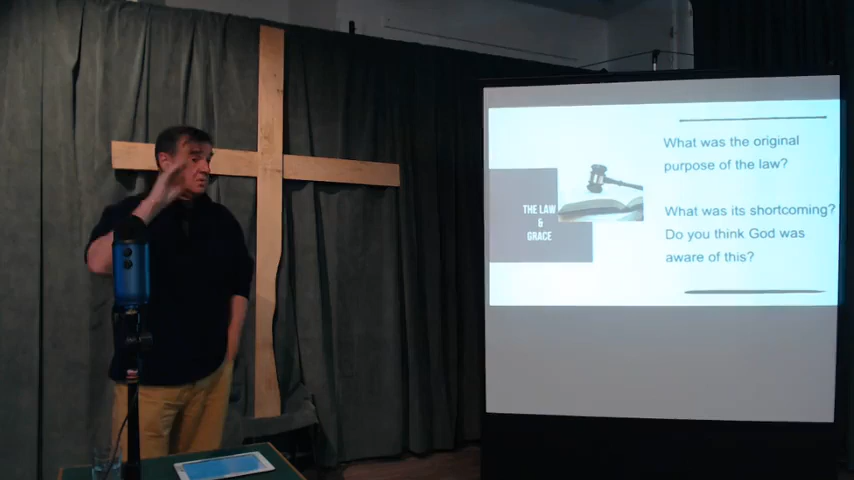 THE LAW
&
GRACE
What was the original
purpose of the law?
What was its shortcoming?
Do you think God was
aware of this?